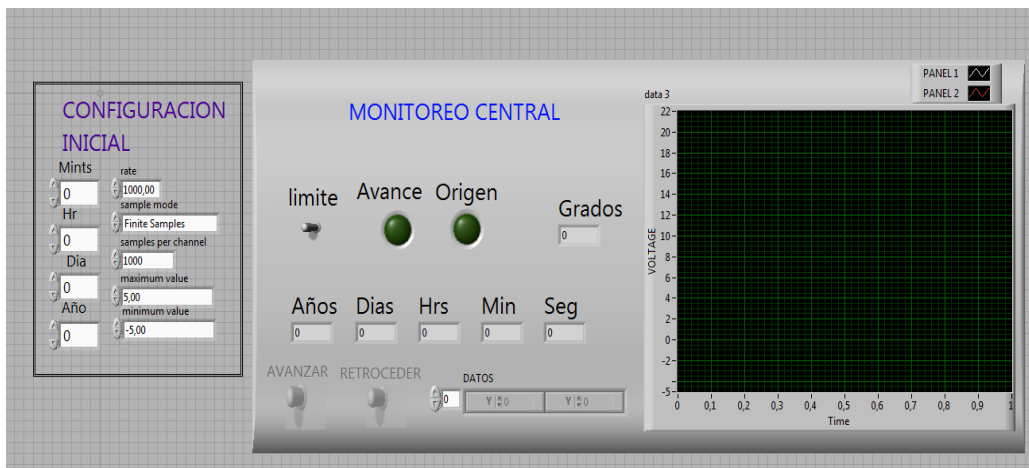 CONFIGURACION
INICIAL
Mints
0
Hr
0
Dia
0
Año
0
rate
1000,00
sample mode
Finite Samples
samples per channel
1000
maximum value
5,00
minimum value
-5,00
MONITOREO CENTRAL
limite
Avance
Origen
Grados
0
Años
Dias
Hrs
Min
Seg
0
0
0
0
0
AVANZAR
RETROCEDER
DATOS
0
Y
0
Y
0
PANEL 1
PANEL 2
data 3
VOLTAGE
22
20
18
16
14
12
10
8
6
4
2
0
-2
-5
0
0,1
0,2
0,3
0,4
0,5
0,6
0,7
0,8
0,9
1
Time